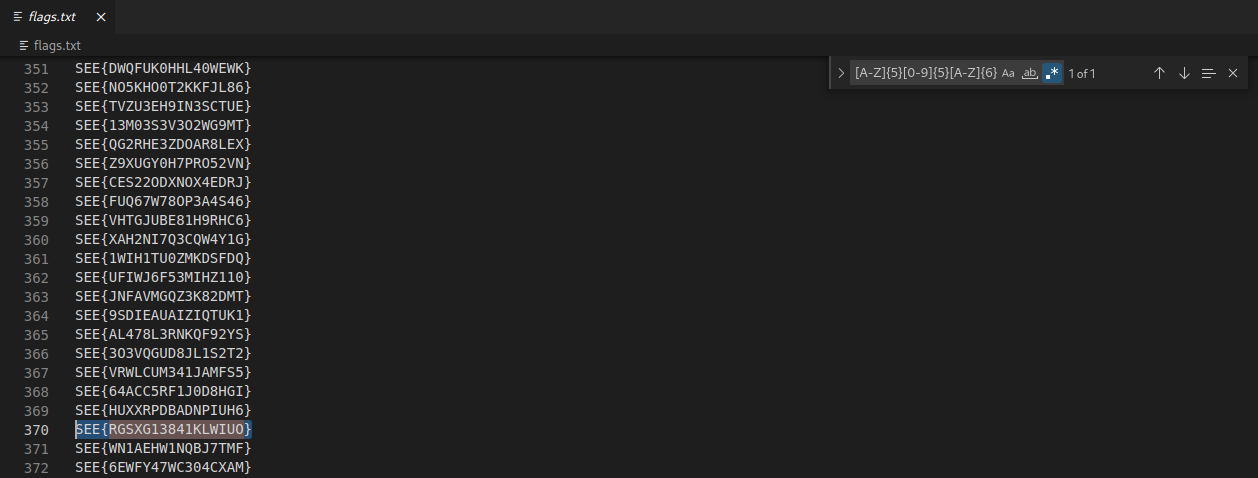 flags.txt
flags.txt
[A-Z]{5}[0-9]{5}[A-Z]{6} Aa ab .* 1 of 1
351 SEE{DWQFUK0HHL40WEWK}
352 SEE{NO5KHO0T2KKFJL86}
353 SEE{TVZU3EH9IN3SCTUE}
354 SEE{13M03S3V3O2WG9MT}
355 SEE{QG2RHE3ZDOAR8LEX}
356 SEE{Z9XUGY0H7PRO52VN}
357 SEE{CES22ODXNOX4EDRJ}
358 SEE{FUQ67W78OP3A4S46}
359 SEE{VHTGJUBE81H9RHC6}
360 SEE{XAH2NI7Q3CQW4Y1G}
361 SEE{1WIH1TU0ZMKDSFDQ}
362 SEE{UFIWJ6F53MIHZ110}
363 SEE{JNFAVMGQZ3K82DMT}
364 SEE{9SDIEAUAIZIQTUK1}
365 SEE{AL478L3RNKQF92YS}
366 SEE{3O3VQGUD8JL1S2T2}
367 SEE{VRWLCUM341JAMFS5}
368 SEE{64ACC5RF1J0D8HGI}
369 SEE{HUXXRPDBADNPIUH6}
370 SEE{RGSXG13841KLWIUO}
371 SEE{WN1AEHW1NQBJ7TMF}
372 SEE{6EWFY47WC304CXAM}